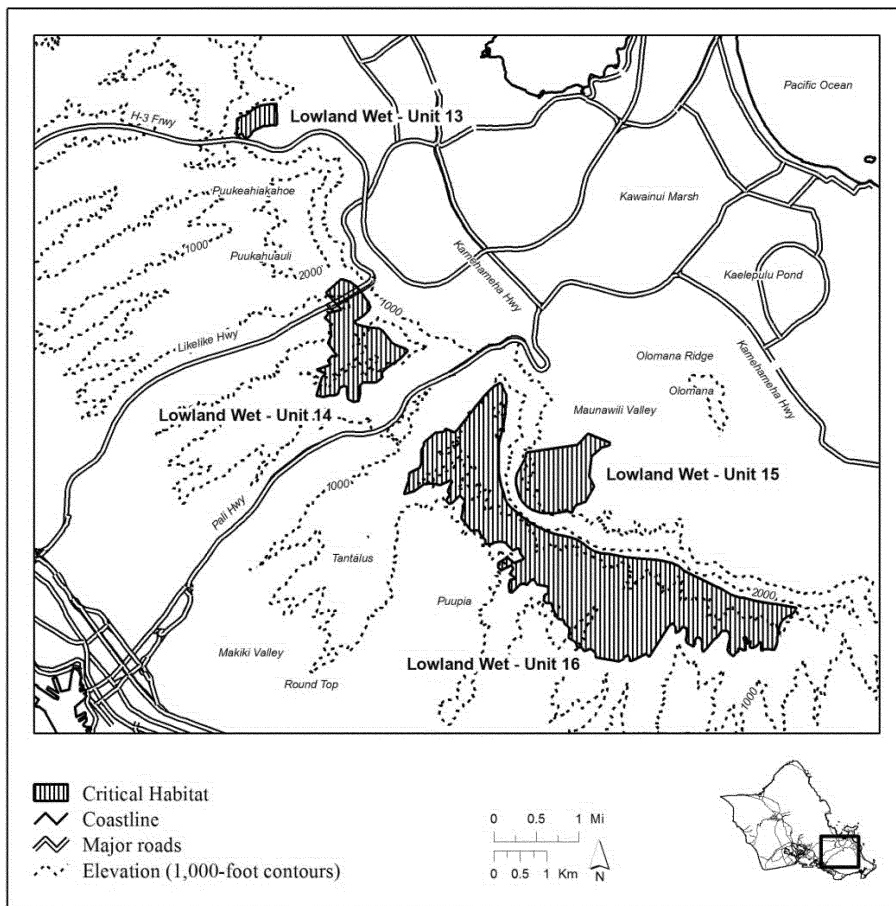 Pacific Ocean
H-3 Frwy
Lowland Wet - Unit 13
Puukeahiakahoe
Kawainui Marsh
1000
Puukahuauli
2000
Kamehameha Hwy
Kaelepulu Pond
1000
Likelike Hwy
Olomana Ridge
Kamehameha Hwy
Olomana
Lowland Wet - Unit 14
Maunawili Valley
Lowland Wet - Unit 15
1000
Pali Hwy
Tantalus
2000
Puupia
Makiki Valley
Lowland Wet - Unit 16
Round Top
1000
Critical Habitat
Coastline
Major roads
Elevation (1,000-foot contours)
0 0.5 1 Mi
0 0.5 1 Km
N